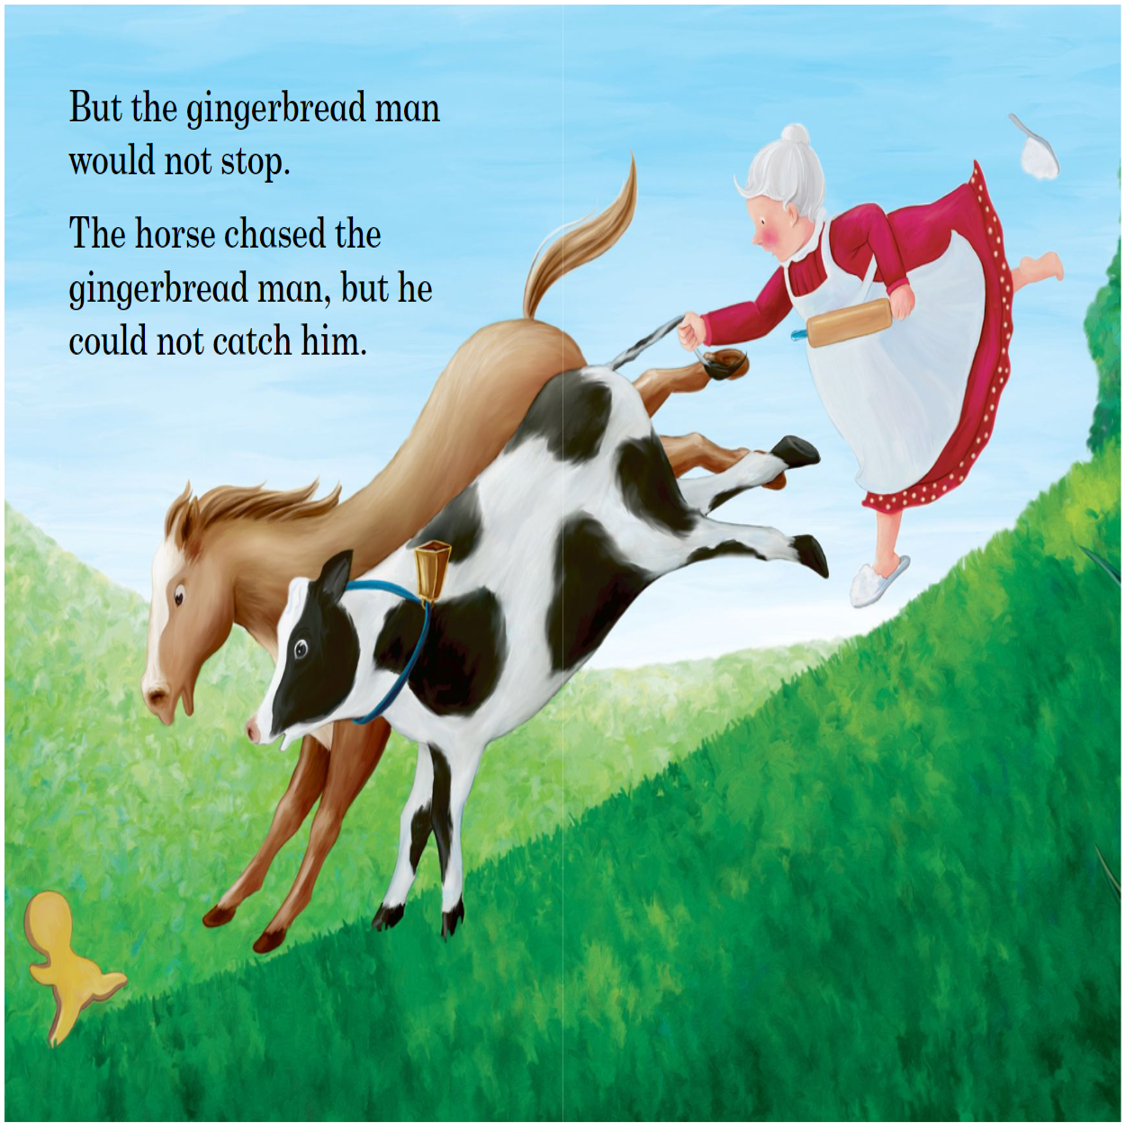 But the gingerbread man
would not stop.
The horse chased the
gingerbread man, but he
could not catch him.